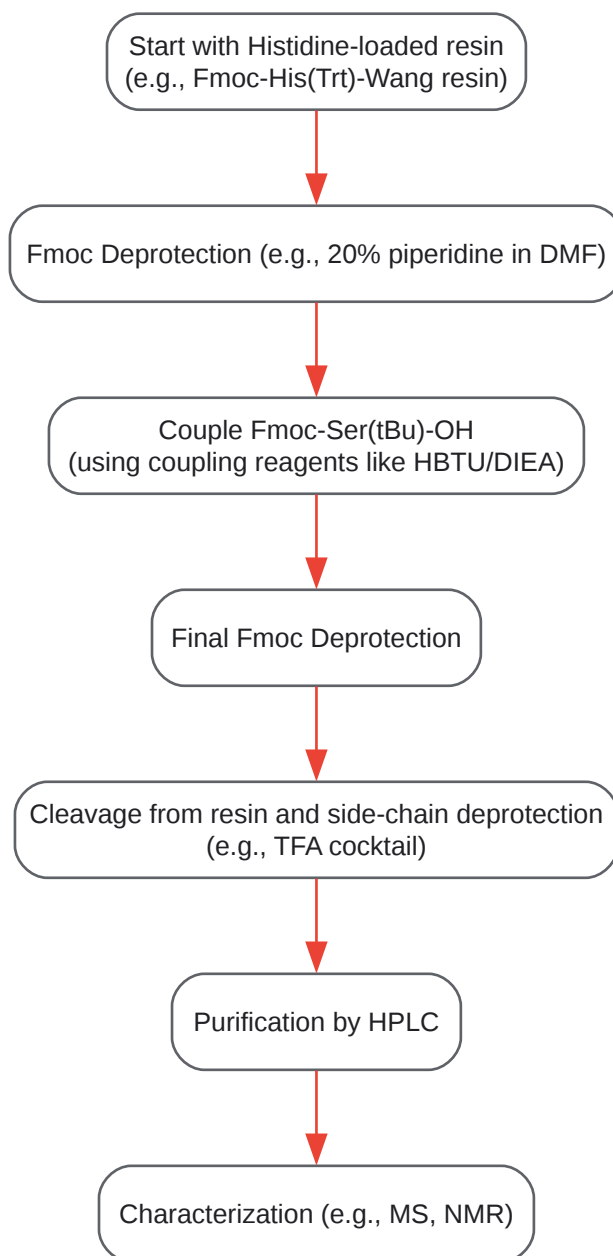 Start with Histidine-loaded resin
(e.g., Fmoc-His(Trt)-Wang resin)
Fmoc Deprotection (e.g., 20% piperidine in DMF)
Couple Fmoc-Ser(tBu)-OH
(using coupling reagents like HBTU/DIEA)
Final Fmoc Deprotection
Cleavage from resin and side-chain deprotection
(e.g., TFA cocktail)
Purification by HPLC
Characterization (e.g., MS, NMR)